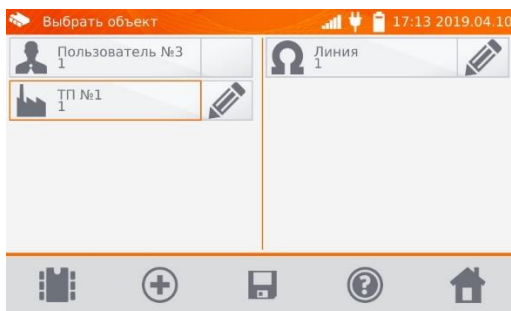 Выбрать объект 17:13 2019.04.10
Пользователь №3
1
ТП №1
1
Линия
1